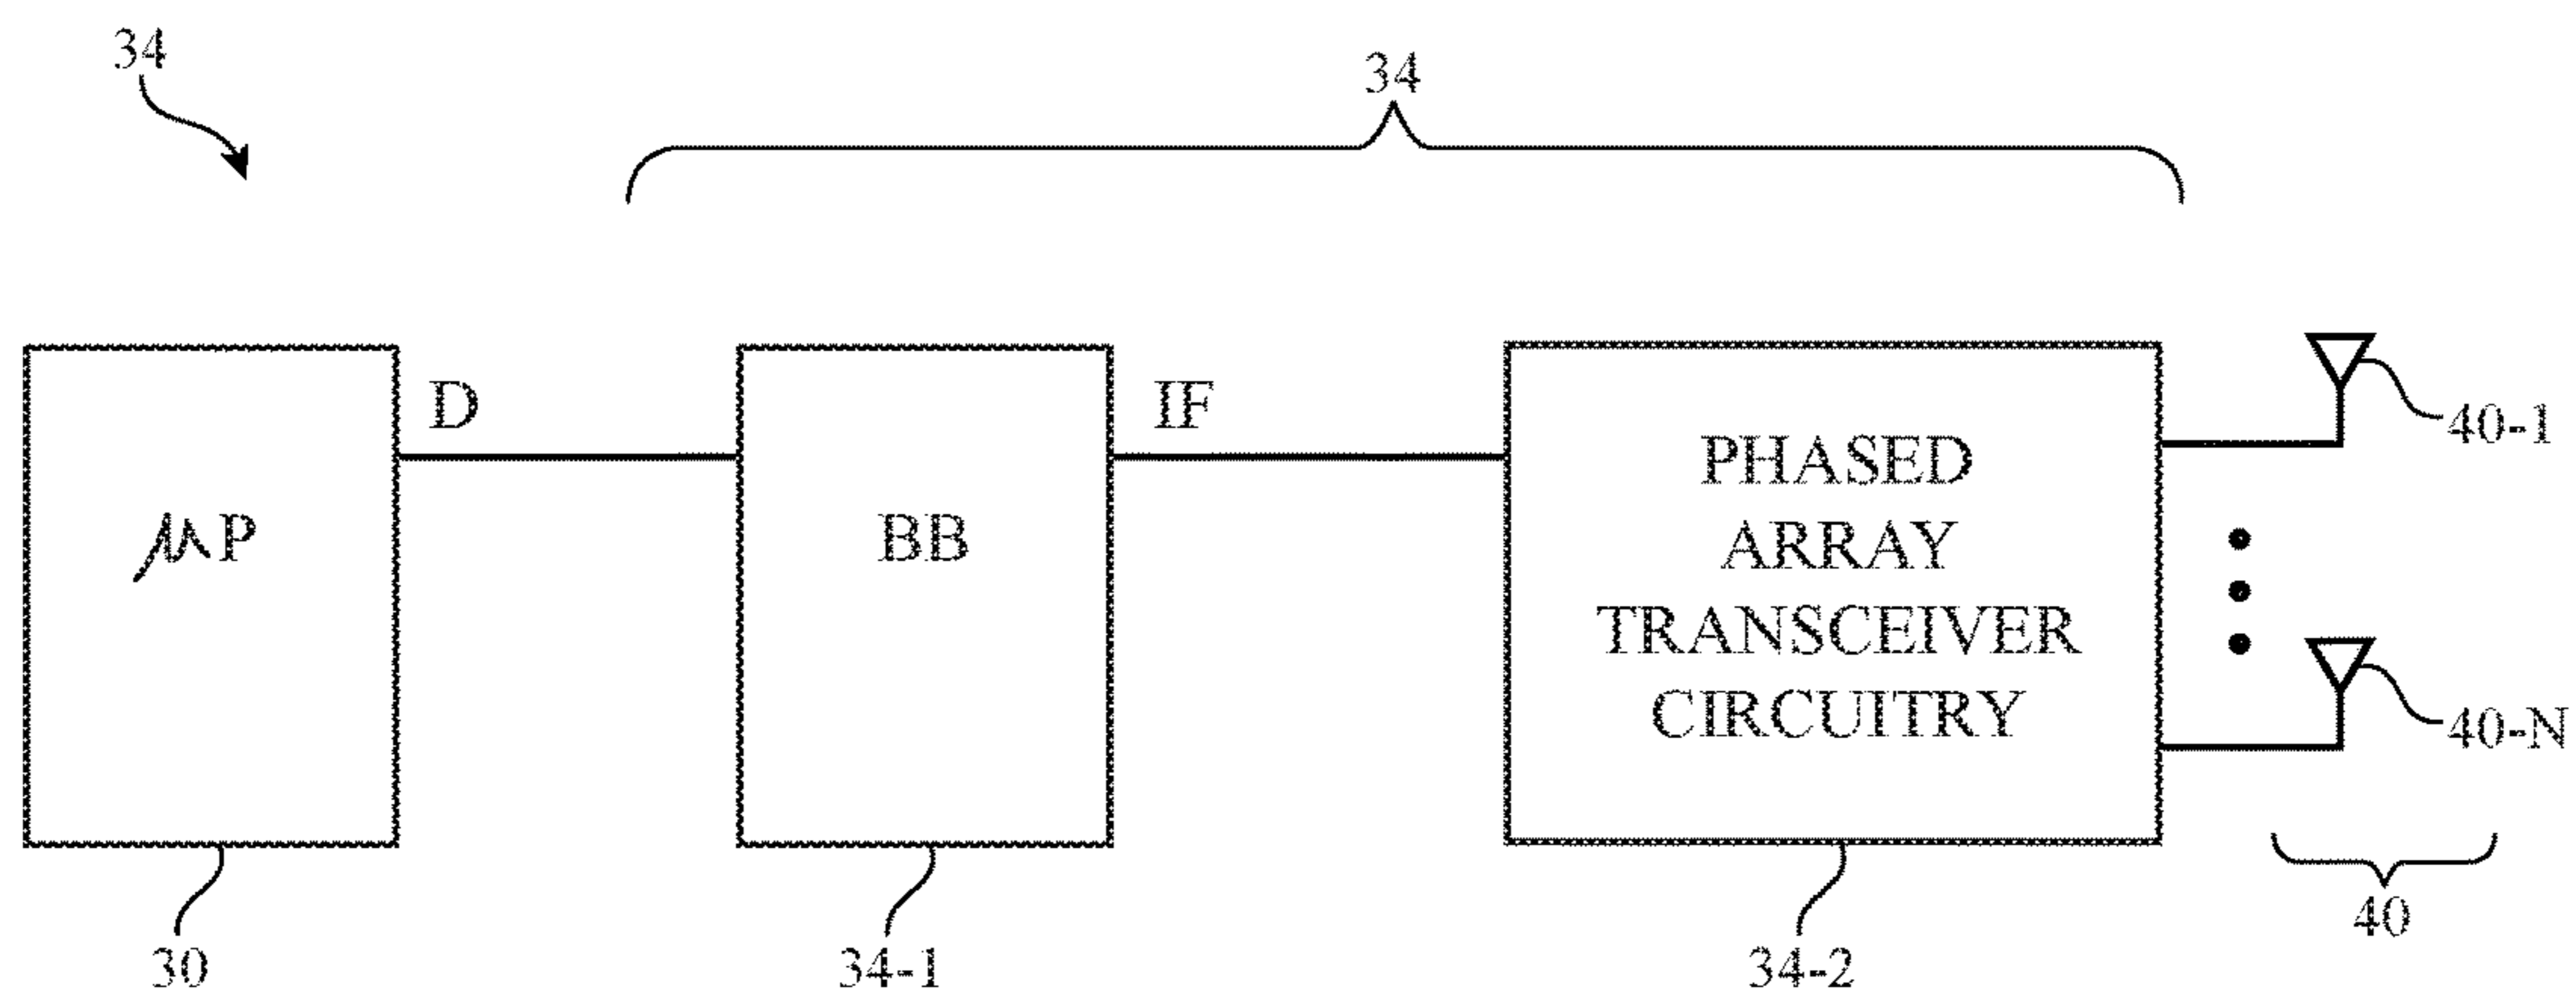 34
34
D
IF
μP
BB
PHASED
ARRAY
TRANSCEIVER
CIRCUITRY
40-1
40-N
40
30
34-1
34-2